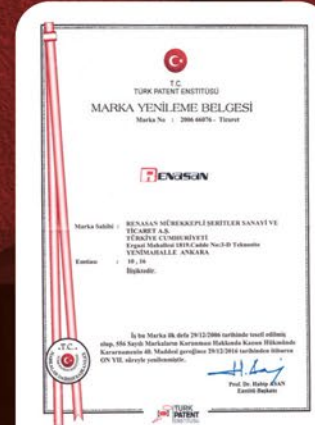 T.C.
TÜRK PATENT ENSTİTÜSÜ
MARKA YENİLEME BELGESİ
Marka No : 2006 66076 - Ticaret
RENASAN
Marka Sahibi : RENASAN MÜREKKEPLİ ŞERİTLER SANAYİ VE
TİCARET A.Ş.
TÜRKİYE CUMHURİYETİ
Ergazi Mahallesi 1819.Cadde No:3-D Teknosite
YENİMAHALLE ANKARA
Emtiası : 10 , 16
İlişiktedir.
İş bu Marka ilk defa 29/12/2006 tarihinde tescil edilmiş
olup, 556 Sayılı Markaların Korunması Hakkında Kanun Hükmünde
Kararnamenin 40. Maddesi gereğince 29/12/2016 tarihinden itibaren
ON YIL süreyle yenilenmiştir.
Prof. Dr. Habip ASAN
Enstitü Başkanı
T.C.
TÜRK
PATENT
ENSTİTÜSÜ